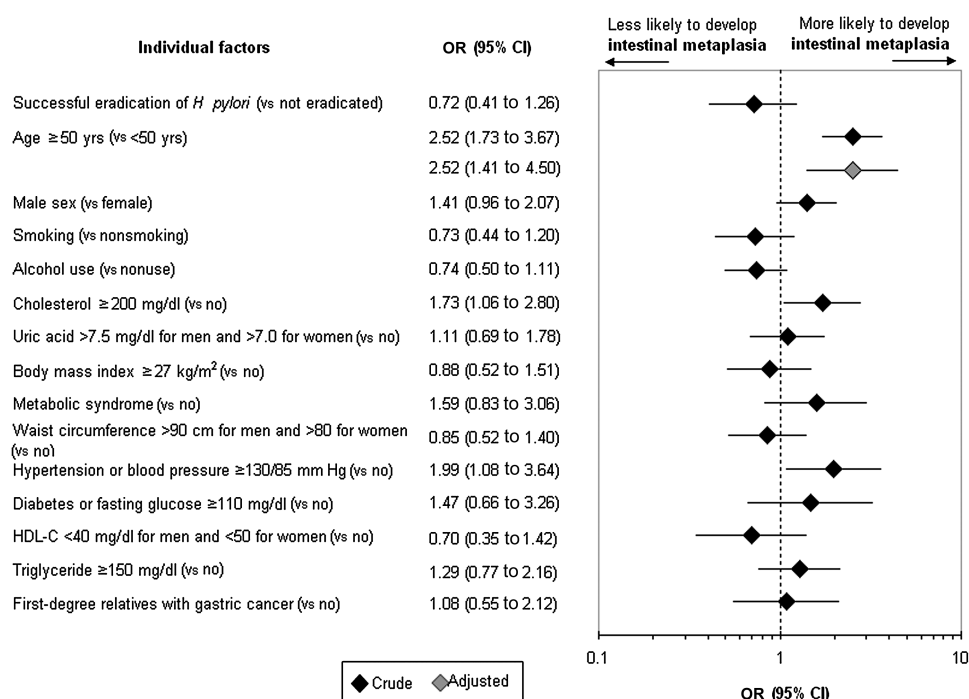 Less likely to develop More likely to develop
Individual factors OR (95% CI) intestinal metaplasia intestinal metaplasia
Successful eradication of H pylori (vs not eradicated) 0.72 (0.41 to 1.26)
Age ≥50 yrs (vs <50 yrs) 2.52 (1.73 to 3.67)
2.52 (1.41 to 4.50)
Male sex (vs female) 1.41 (0.96 to 2.07)
Smoking (vs nonsmoking) 0.73 (0.44 to 1.20)
Alcohol use (vs nonuse) 0.74 (0.50 to 1.11)
Cholesterol ≥200 mg/dl (vs no) 1.73 (1.06 to 2.80)
Uric acid >7.5 mg/dl for men and >7.0 for women (vs no) 1.11 (0.69 to 1.78)
Body mass index ≥27 kg/m² (vs no) 0.88 (0.52 to 1.51)
Metabolic syndrome (vs no) 1.59 (0.83 to 3.06)
Waist circumference >90 cm for men and >80 for women 0.85 (0.52 to 1.40)
(vs no)
Hypertension or blood pressure ≥130/85 mm Hg (vs no) 1.99 (1.08 to 3.64)
Diabetes or fasting glucose ≥110 mg/dl (vs no) 1.47 (0.66 to 3.26)
HDL-C <40 mg/dl for men and <50 for women (vs no) 0.70 (0.35 to 1.42)
Triglyceride ≥150 mg/dl (vs no) 1.29 (0.77 to 2.16)
First-degree relatives with gastric cancer (vs no) 1.08 (0.55 to 2.12)
0.1 1 10
Crude Adjusted
OR (95% CI)